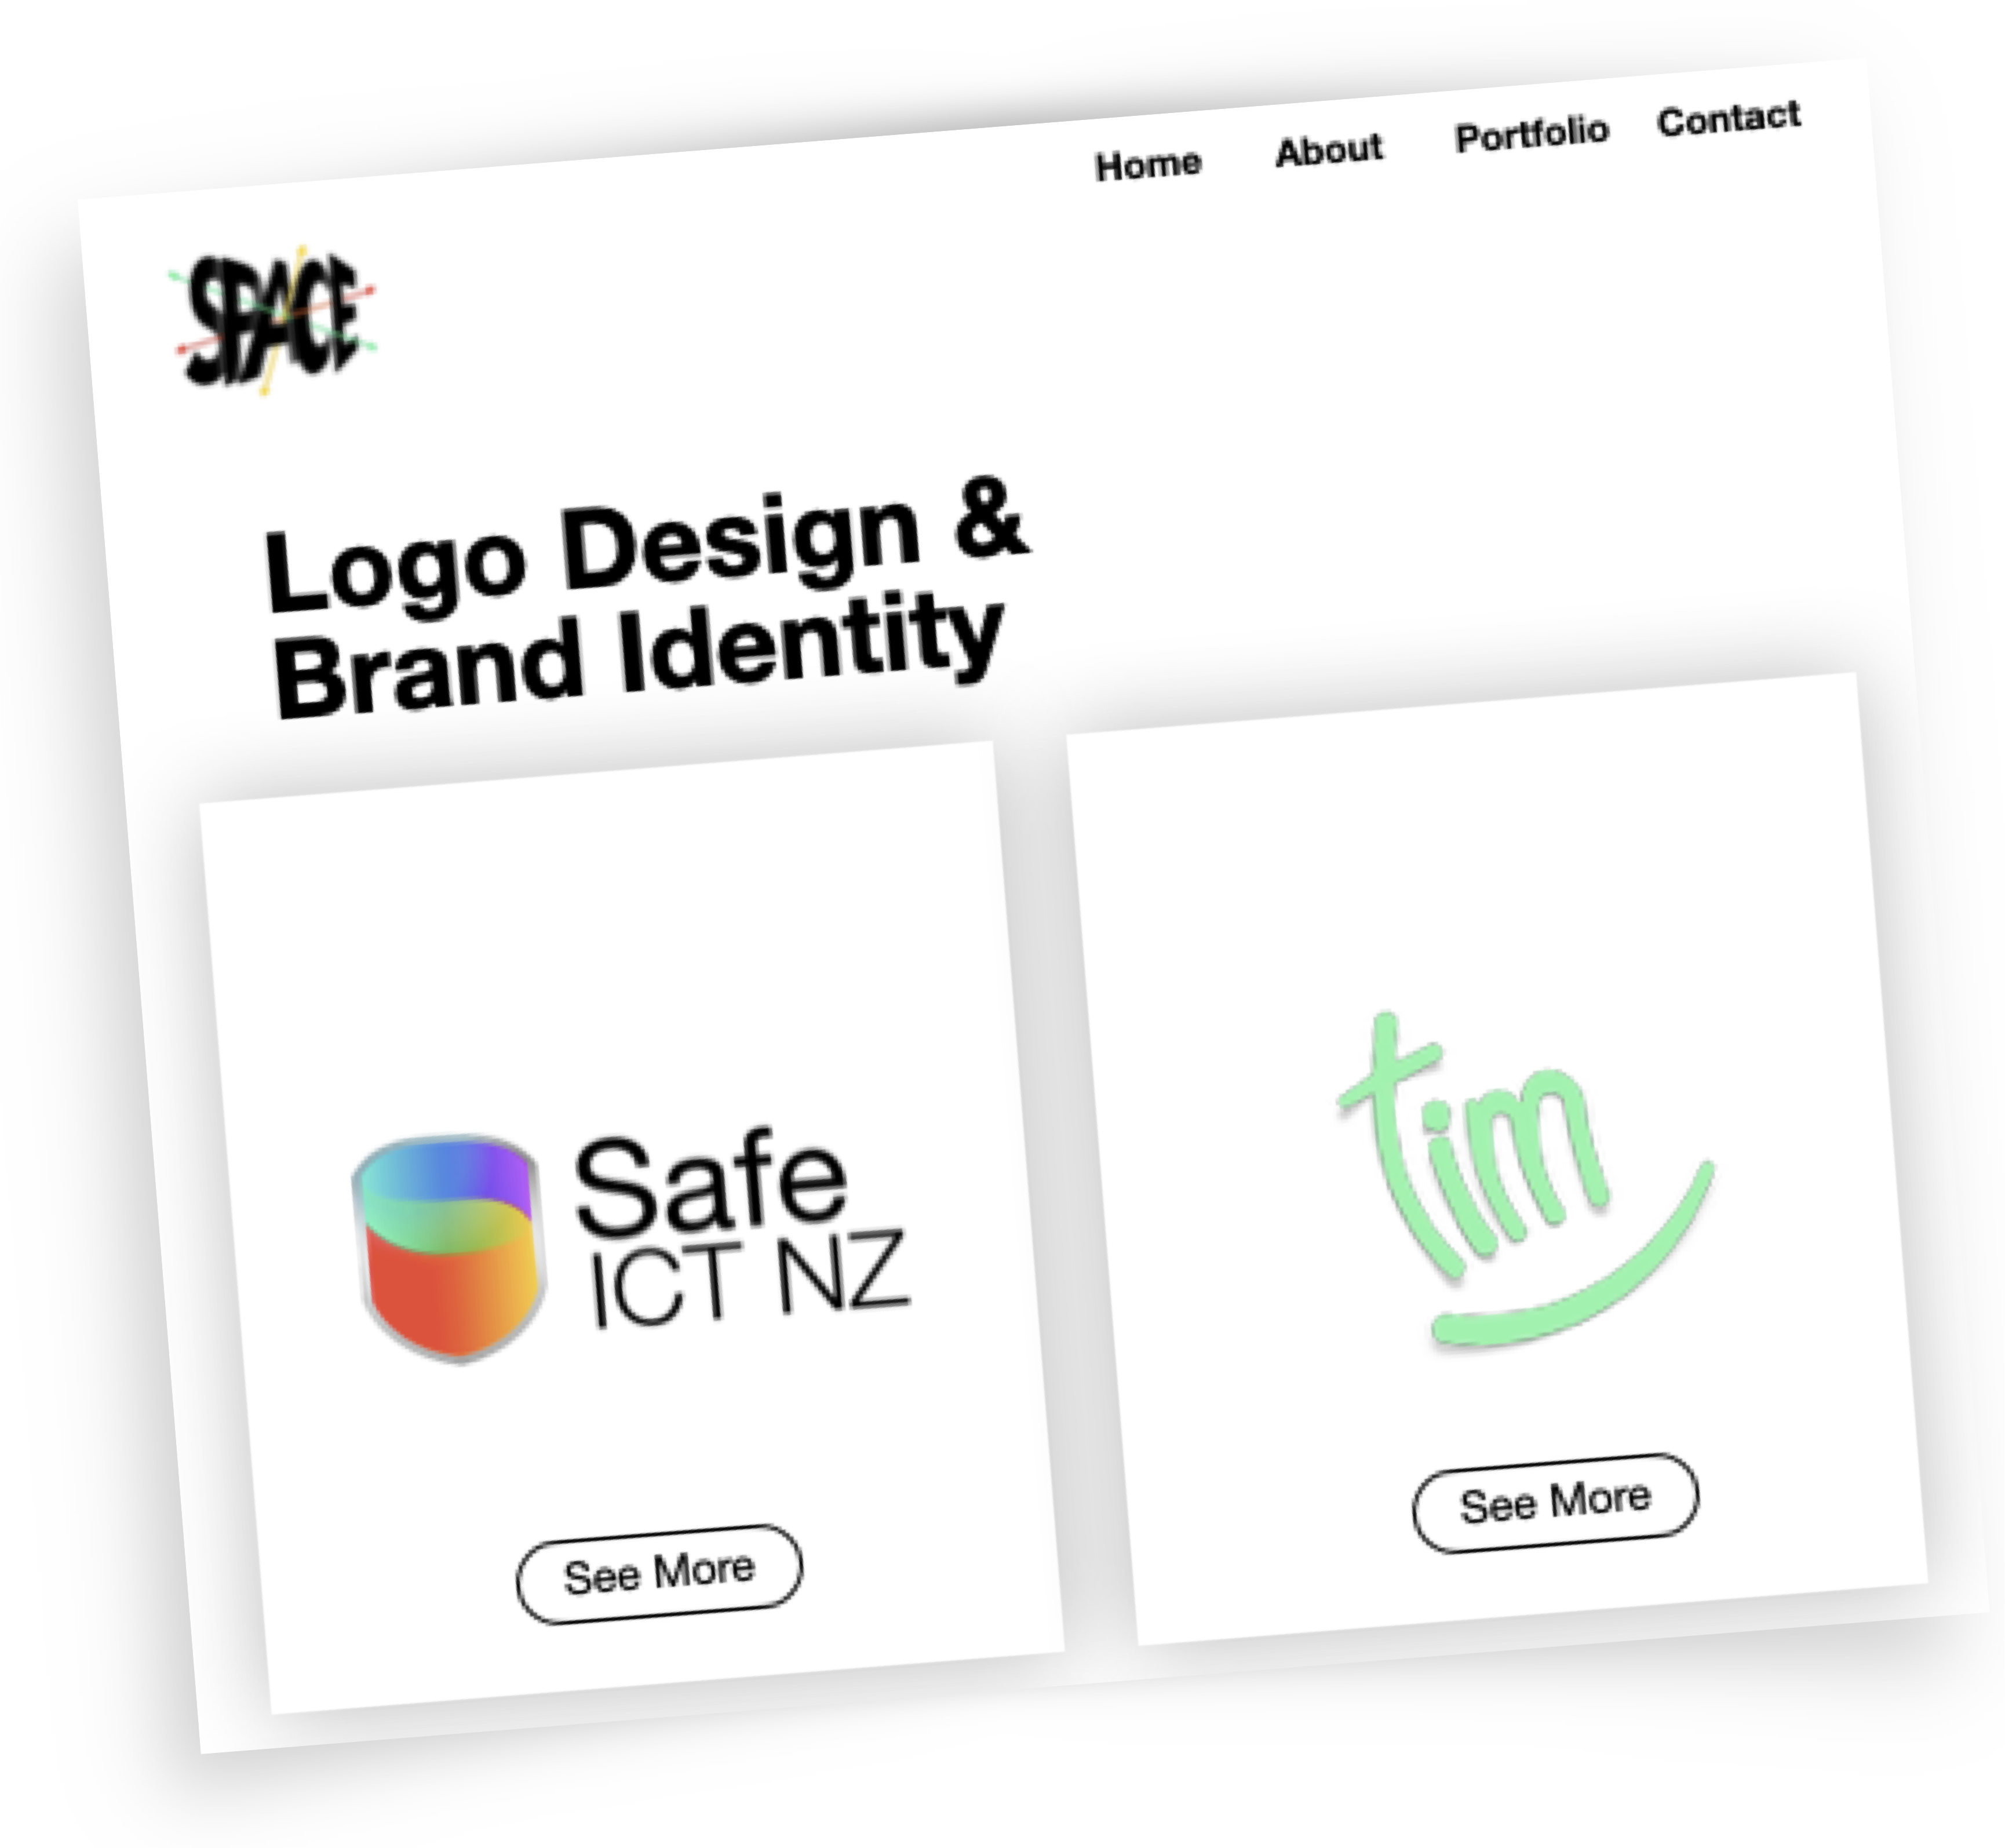 Home About Portfolio Contact
SPACE
Logo Design &
Brand Identity
Safe
ICT NZ
See More
tim
See More